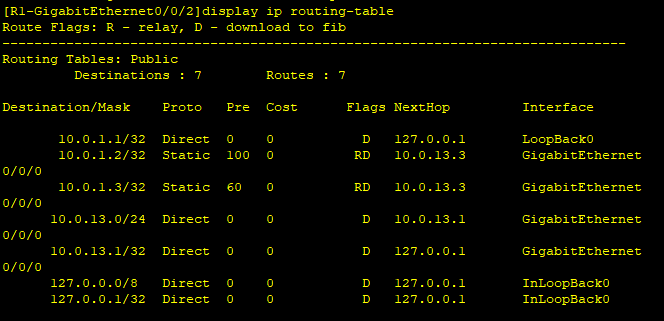 [R1-GigabitEthernet0/0/2]display ip routing-table
Route Flags: R - relay, D - download to fib
------------------------------------------------------------------------------
Routing Tables: Public
         Destinations : 7        Routes : 7

Destination/Mask    Proto   Pre  Cost      Flags NextHop         Interface

       10.0.1.1/32  Direct  0    0           D   127.0.0.1       LoopBack0
       10.0.1.2/32  Static  100  0          RD   10.0.13.3       GigabitEthernet
0/0/0
       10.0.1.3/32  Static  60   0          RD   10.0.13.3       GigabitEthernet
0/0/0
      10.0.13.0/24  Direct  0    0           D   10.0.13.1       GigabitEthernet
0/0/0
      10.0.13.1/32  Direct  0    0           D   127.0.0.1       GigabitEthernet
0/0/0
      127.0.0.0/8   Direct  0    0           D   127.0.0.1       InLoopBack0
      127.0.0.1/32  Direct  0    0           D   127.0.0.1       InLoopBack0